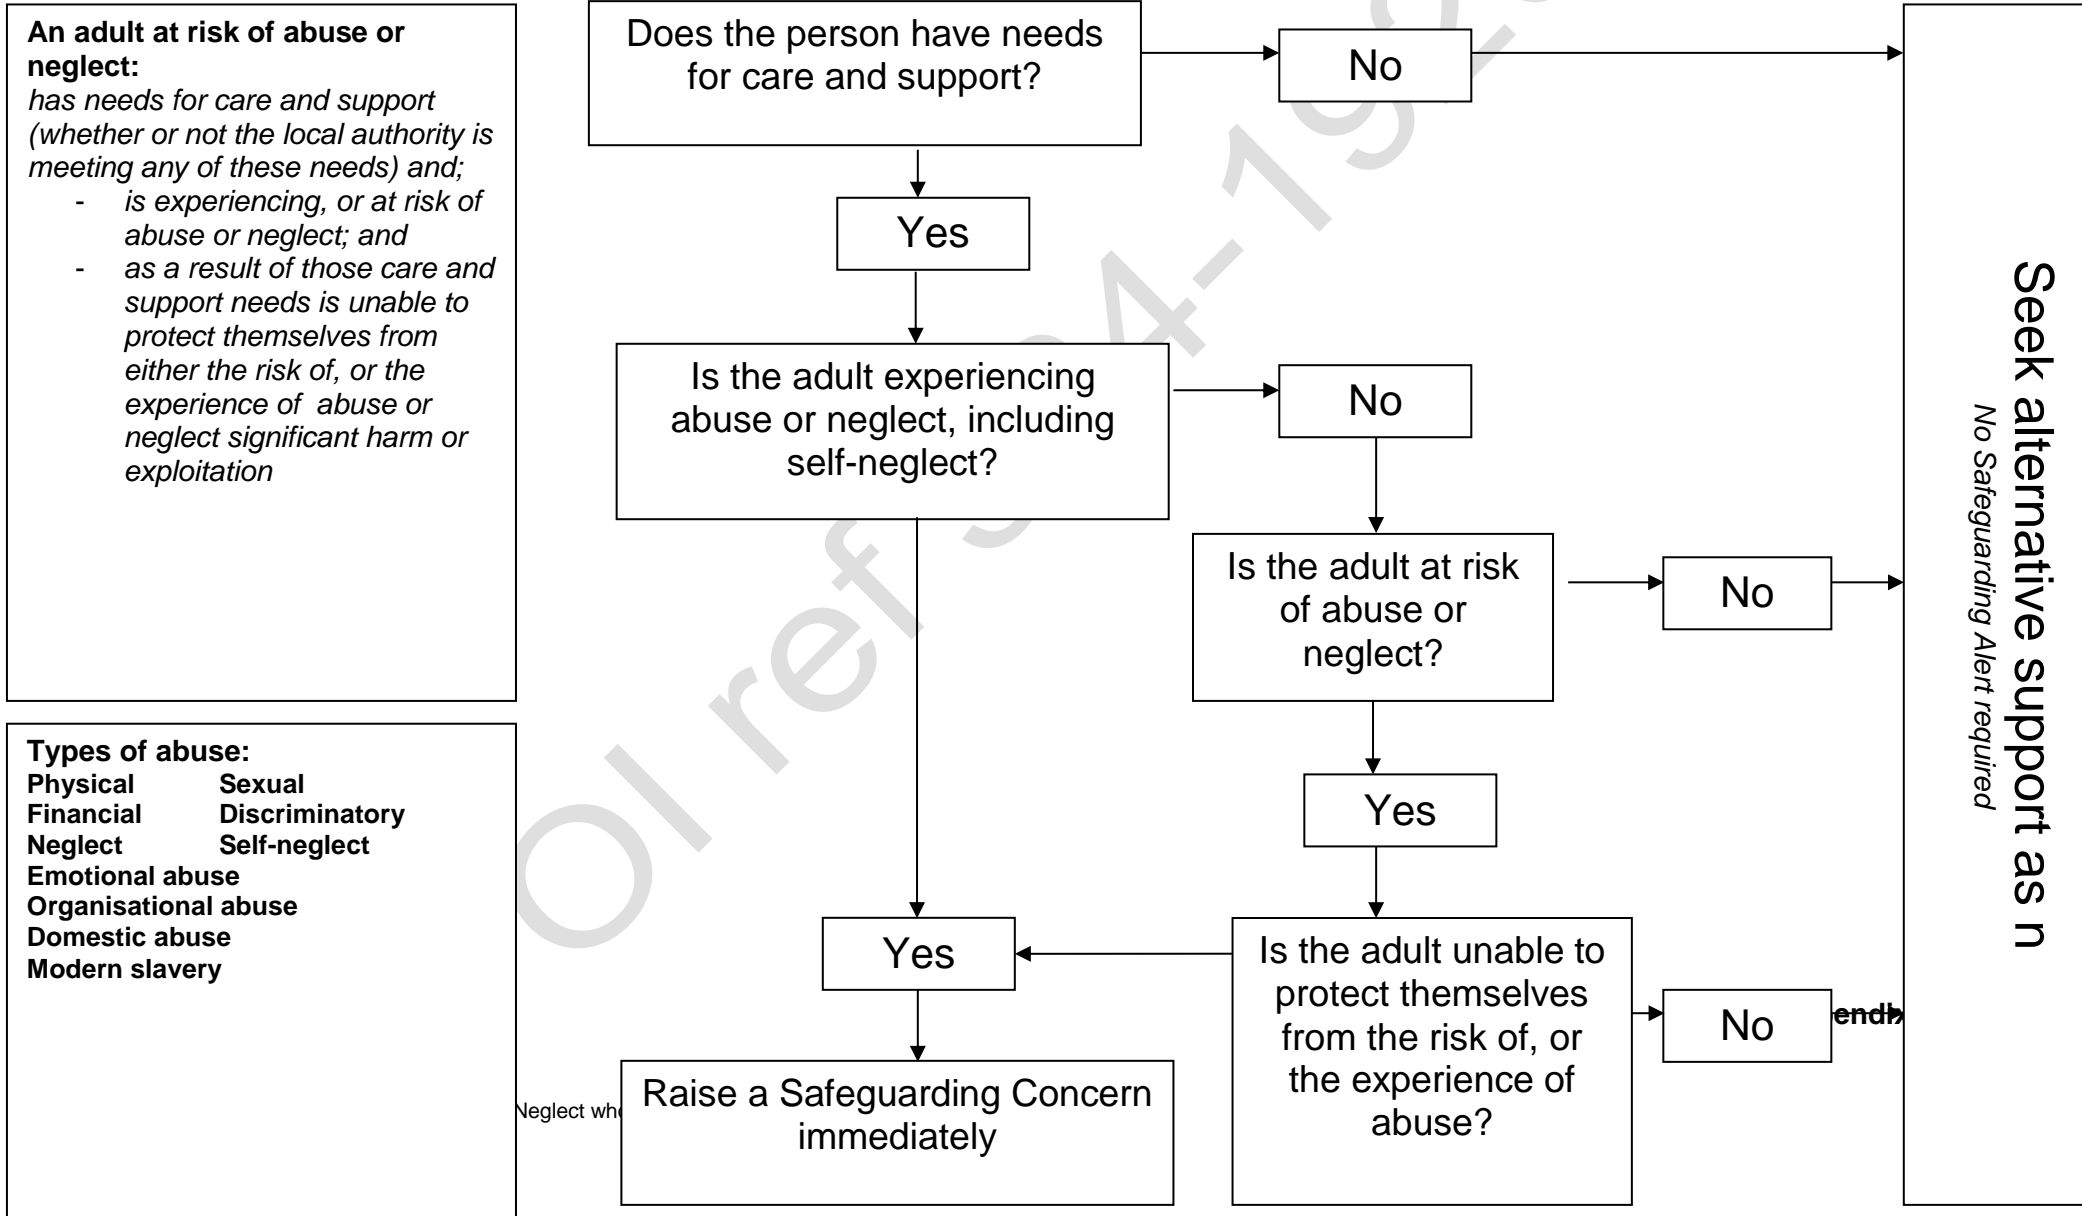 An adult at risk of abuse or
neglect:
has needs for care and support
(whether or not the local authority is
meeting any of these needs) and;
- is experiencing, or at risk of
abuse or neglect; and
- as a result of those care and
support needs is unable to
protect themselves from
either the risk of, or the
experience of abuse or
neglect significant harm or
exploitation
Types of abuse:
Physical Sexual
Financial Discriminatory
Neglect Self-neglect
Emotional abuse
Organisational abuse
Domestic abuse
Modern slavery
Does the person have needs
for care and support?
No
Yes
Is the adult experiencing
abuse or neglect, including
self-neglect?
No
Is the adult at risk
of abuse or
neglect?
No
Yes
Is the adult unable to
protect themselves
from the risk of, or
the experience of
abuse?
No
Yes
Raise a Safeguarding Concern
immediately
Neglect
Seek alternative support as n
No Safeguarding Alert required
OI ref